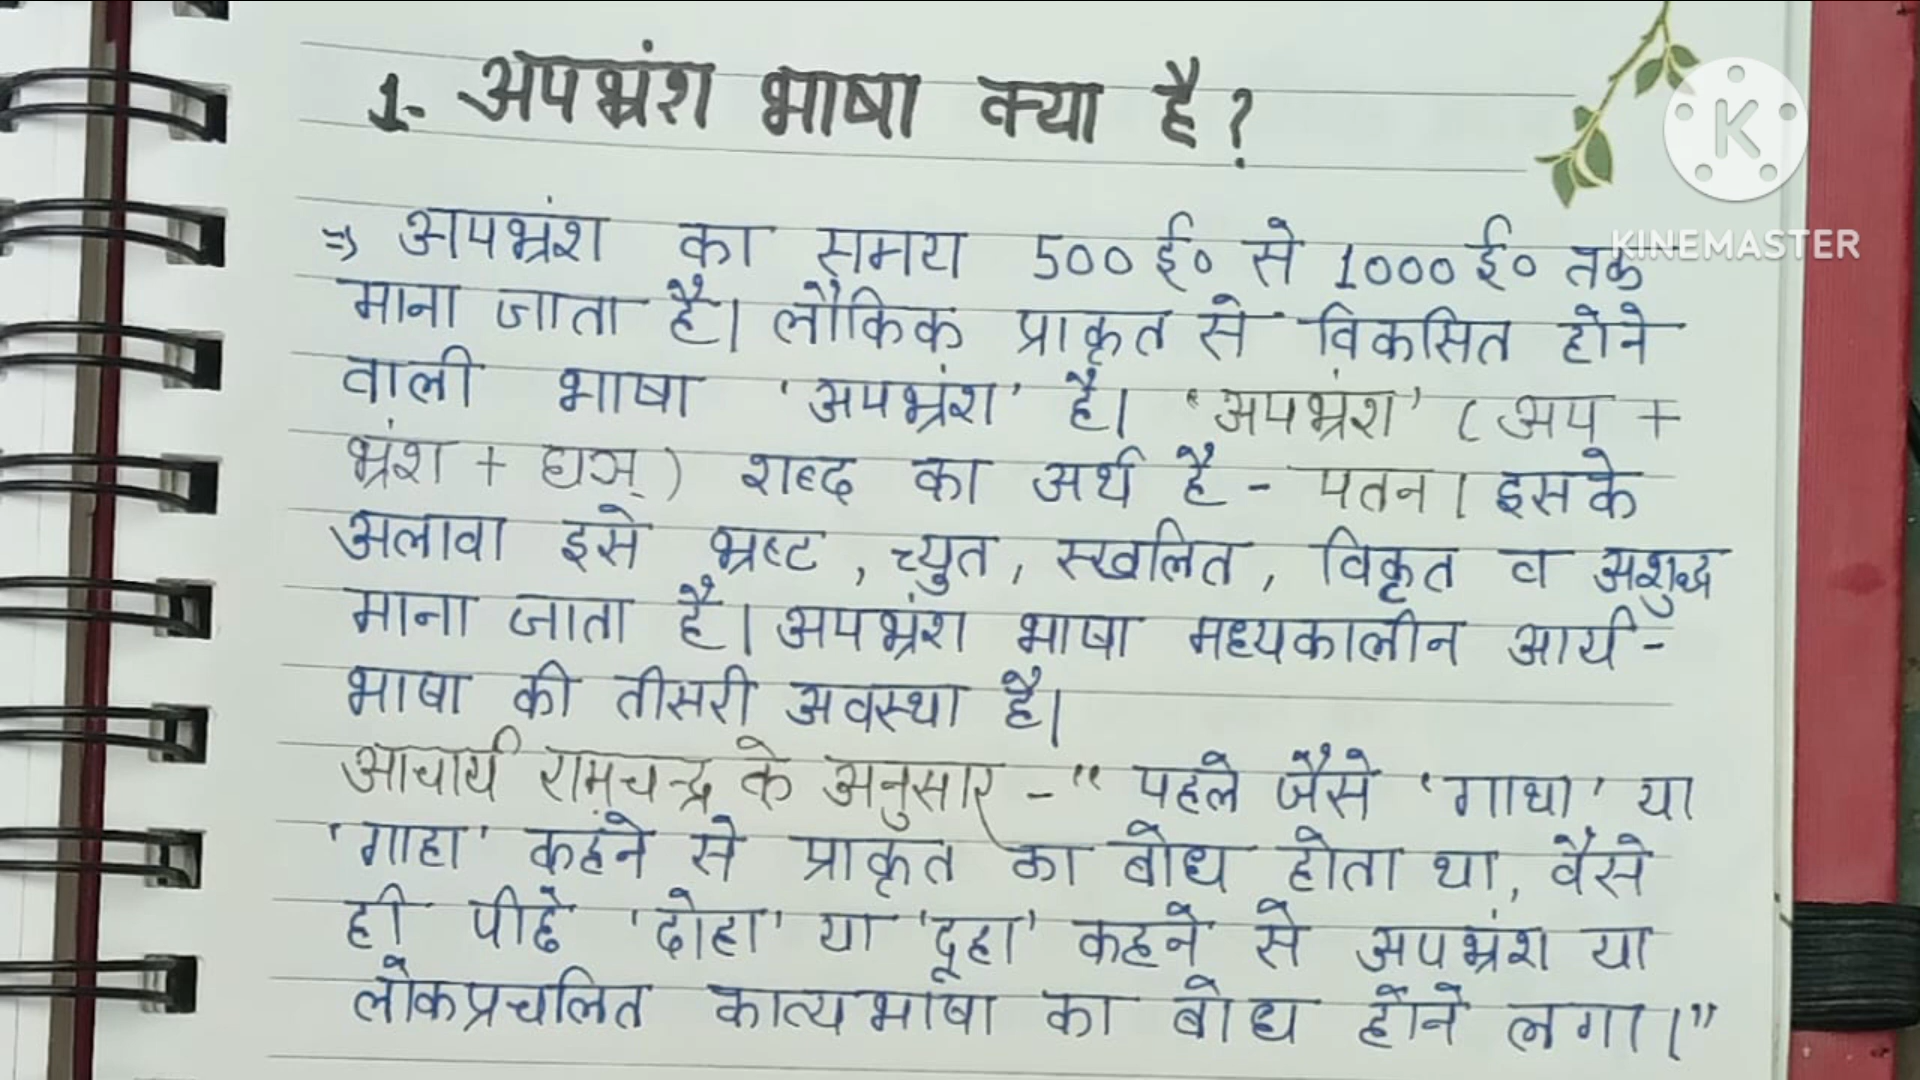 1. अपभ्रंश भाषा क्या है?
K
KINEMASTER
⇒ अपभ्रंश का समय 500 ई० से 1000 ई० तक
माना जाता है। लौकिक प्राकृत से विकसित होने
वाली भाषा 'अपभ्रंश' है। 'अपभ्रंश' (अप +
भ्रंश + घञ्) शब्द का अर्थ है - पतन। इसके
अलावा इसे भ्रष्ट, च्युत, स्खलित, विकृत व अशुद्ध
माना जाता है। अपभ्रंश भाषा मध्यकालीन आर्य-
भाषा की तीसरी अवस्था है।
आचार्य रामचन्द्र के अनुसार - "पहले जैसे 'गाथा' या
'गाहा' कहने से प्राकृत का बोध होता था, वैसे
ही पीछे 'दोहा' या 'दूहा' कहने से अपभ्रंश या
लोकप्रचलित काव्यभाषा का बोध होने लगा।"